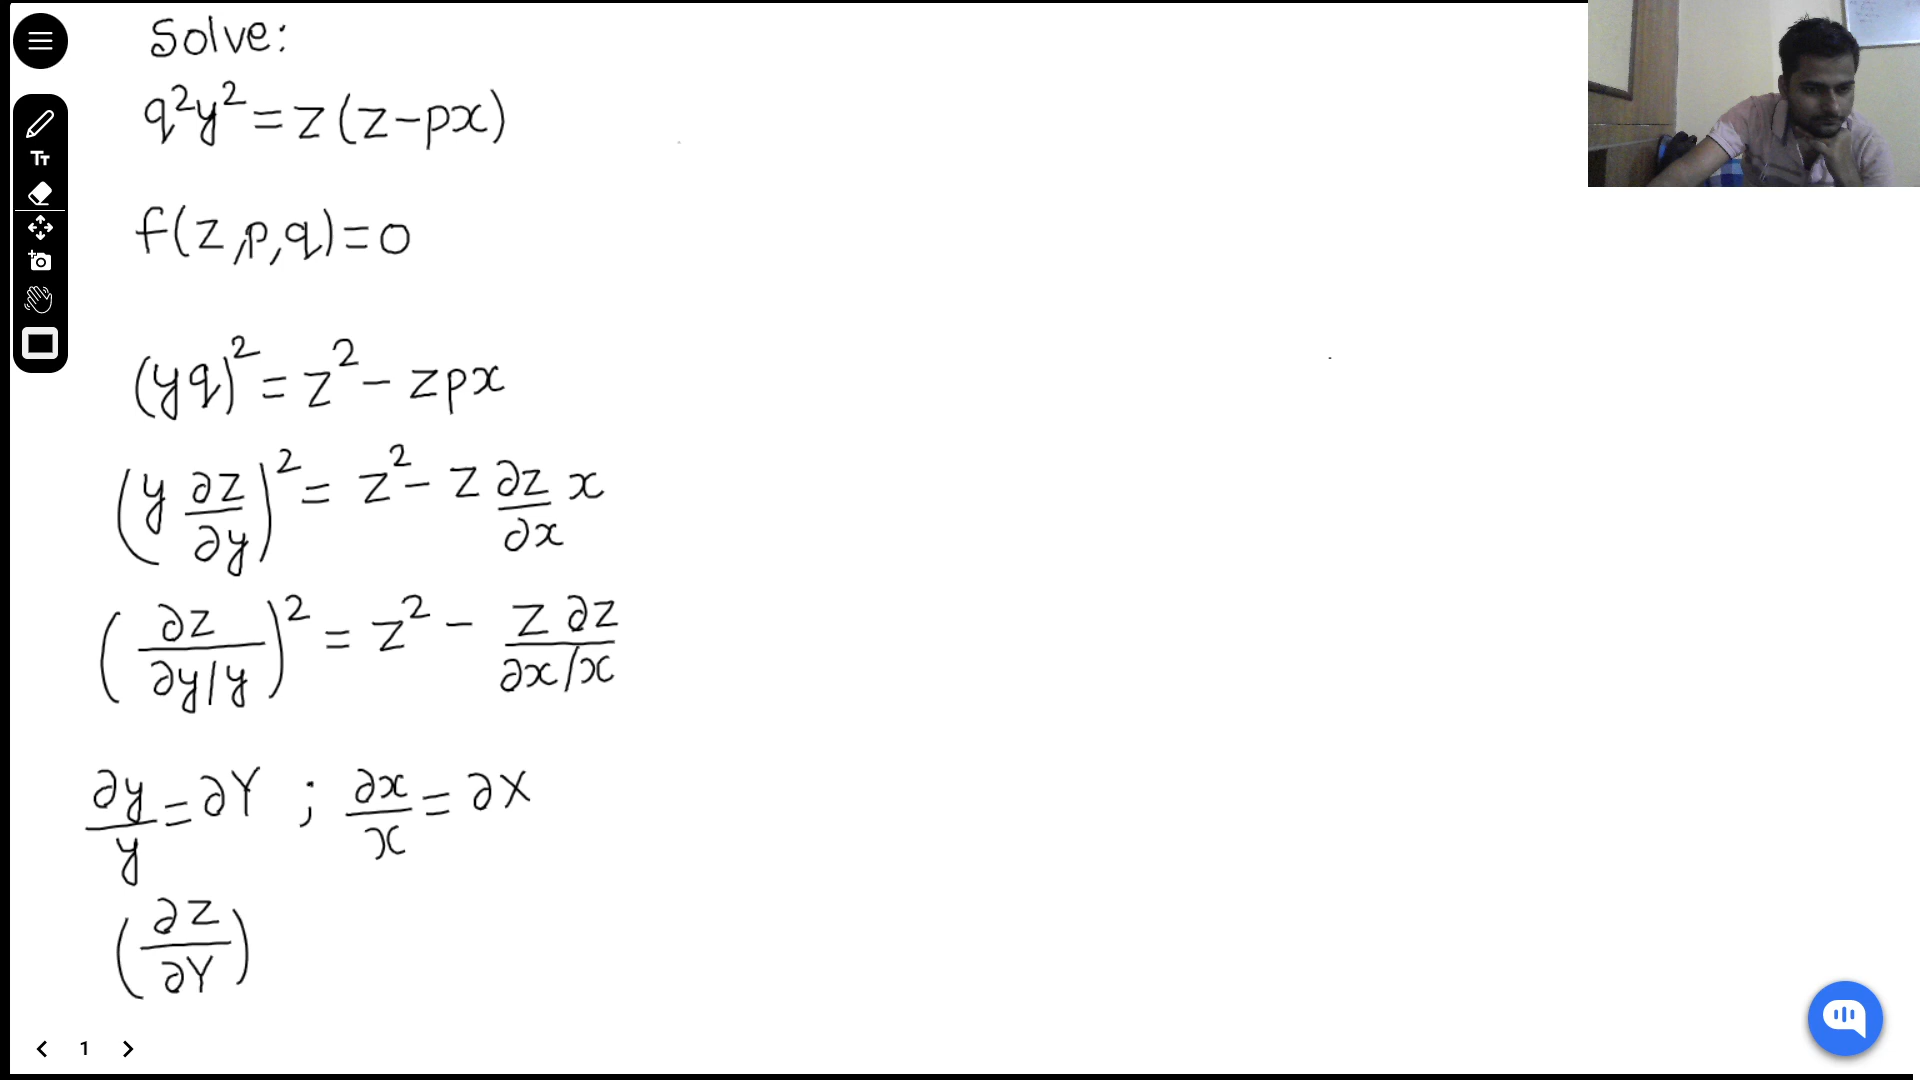 Solve:
q²y² = z(z-px)
f(z,p,q)=0
(yq)² = z² - zpx
(y ∂z/∂y)² = z² - z ∂z/∂x x
(∂z/(∂y/y))² = z² - z∂z/(∂x/x)
∂y/y = ∂Y ; ∂x/x = ∂X
(∂z/∂Y)
1